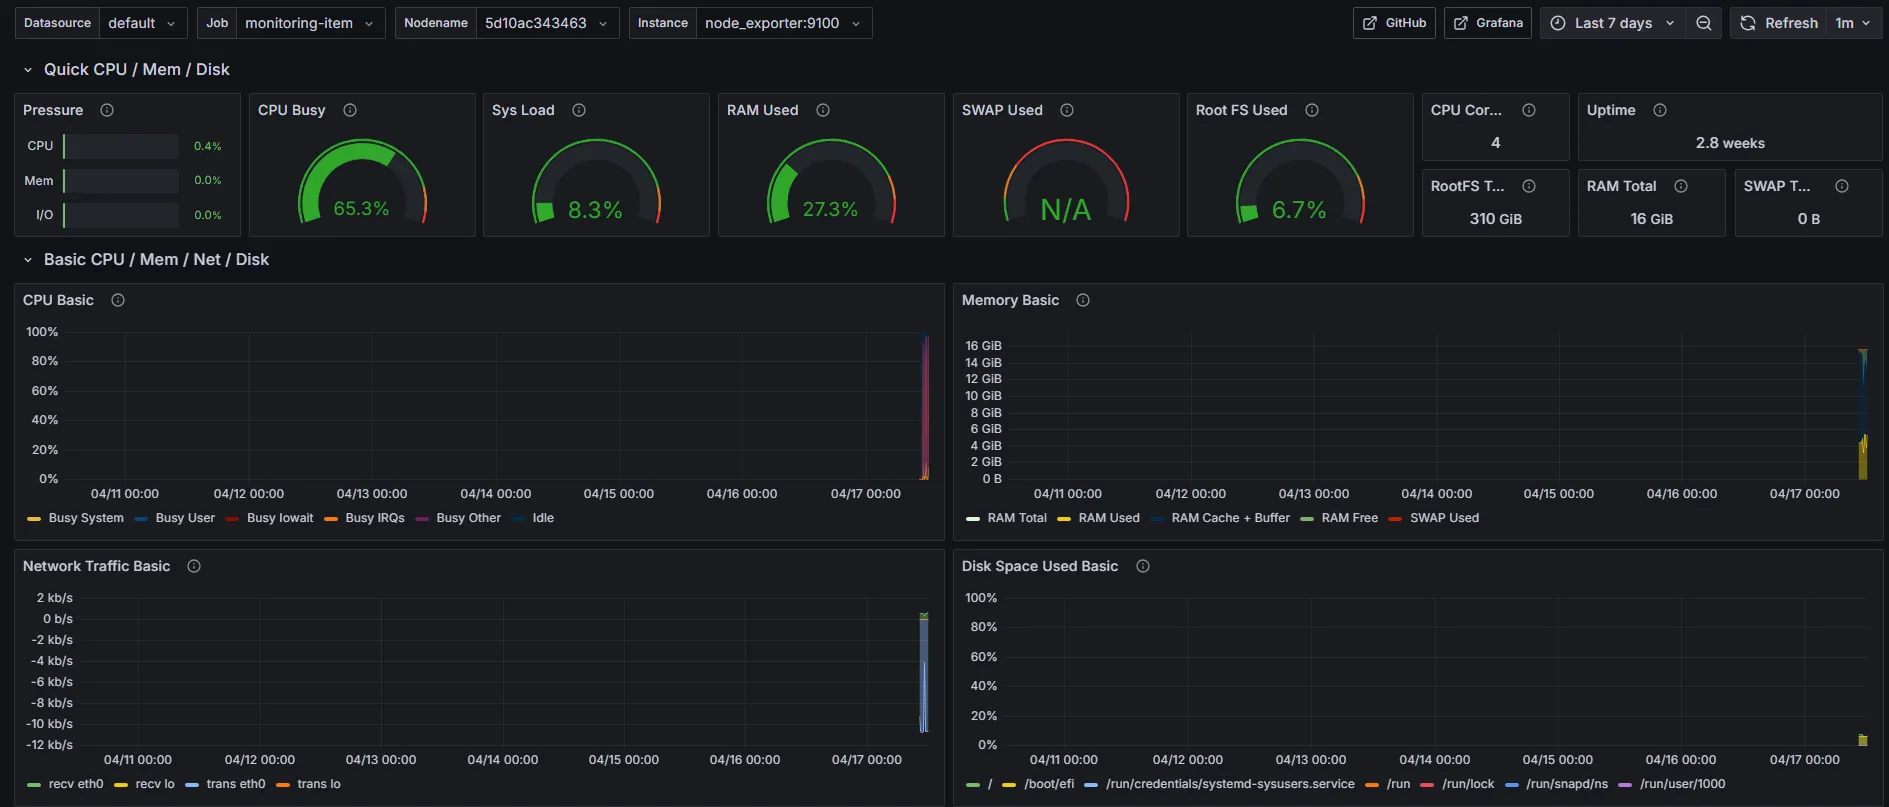 Datasource default Job monitoring-item Nodename 5d10ac343463 Instance node_exporter:9100 GitHub Grafana Last 7 days Refresh 1m
Quick CPU / Mem / Disk
Pressure
CPU 0.4%
Mem 0.0%
I/O 0.0%
CPU Busy
65.3%
Sys Load
8.3%
RAM Used
27.3%
SWAP Used
N/A
Root FS Used
6.7%
CPU Cor...
4
Uptime
2.8 weeks
RootFS T...
310 GiB
RAM Total
16 GiB
SWAP T...
0 B
Basic CPU / Mem / Net / Disk
CPU Basic
100%
80%
60%
40%
20%
0%
04/11 00:00 04/12 00:00 04/13 00:00 04/14 00:00 04/15 00:00 04/16 00:00 04/17 00:00
Busy System Busy User Busy Iowait Busy IRQs Busy Other Idle
Memory Basic
16 GiB
14 GiB
12 GiB
10 GiB
8 GiB
6 GiB
4 GiB
2 GiB
0 B
04/11 00:00 04/12 00:00 04/13 00:00 04/14 00:00 04/15 00:00 04/16 00:00 04/17 00:00
RAM Total RAM Used RAM Cache + Buffer RAM Free SWAP Used
Network Traffic Basic
2 kb/s
0 b/s
-2 kb/s
-4 kb/s
-6 kb/s
-8 kb/s
-10 kb/s
-12 kb/s
04/11 00:00 04/12 00:00 04/13 00:00 04/14 00:00 04/15 00:00 04/16 00:00 04/17 00:00
recv eth0 recv lo trans eth0 trans lo
Disk Space Used Basic
100%
80%
60%
40%
20%
0%
04/11 00:00 04/12 00:00 04/13 00:00 04/14 00:00 04/15 00:00 04/16 00:00 04/17 00:00
/ /boot/efi /run/credentials/systemd-sysusers.service /run /run/lock /run/snapd/ns /run/user/1000